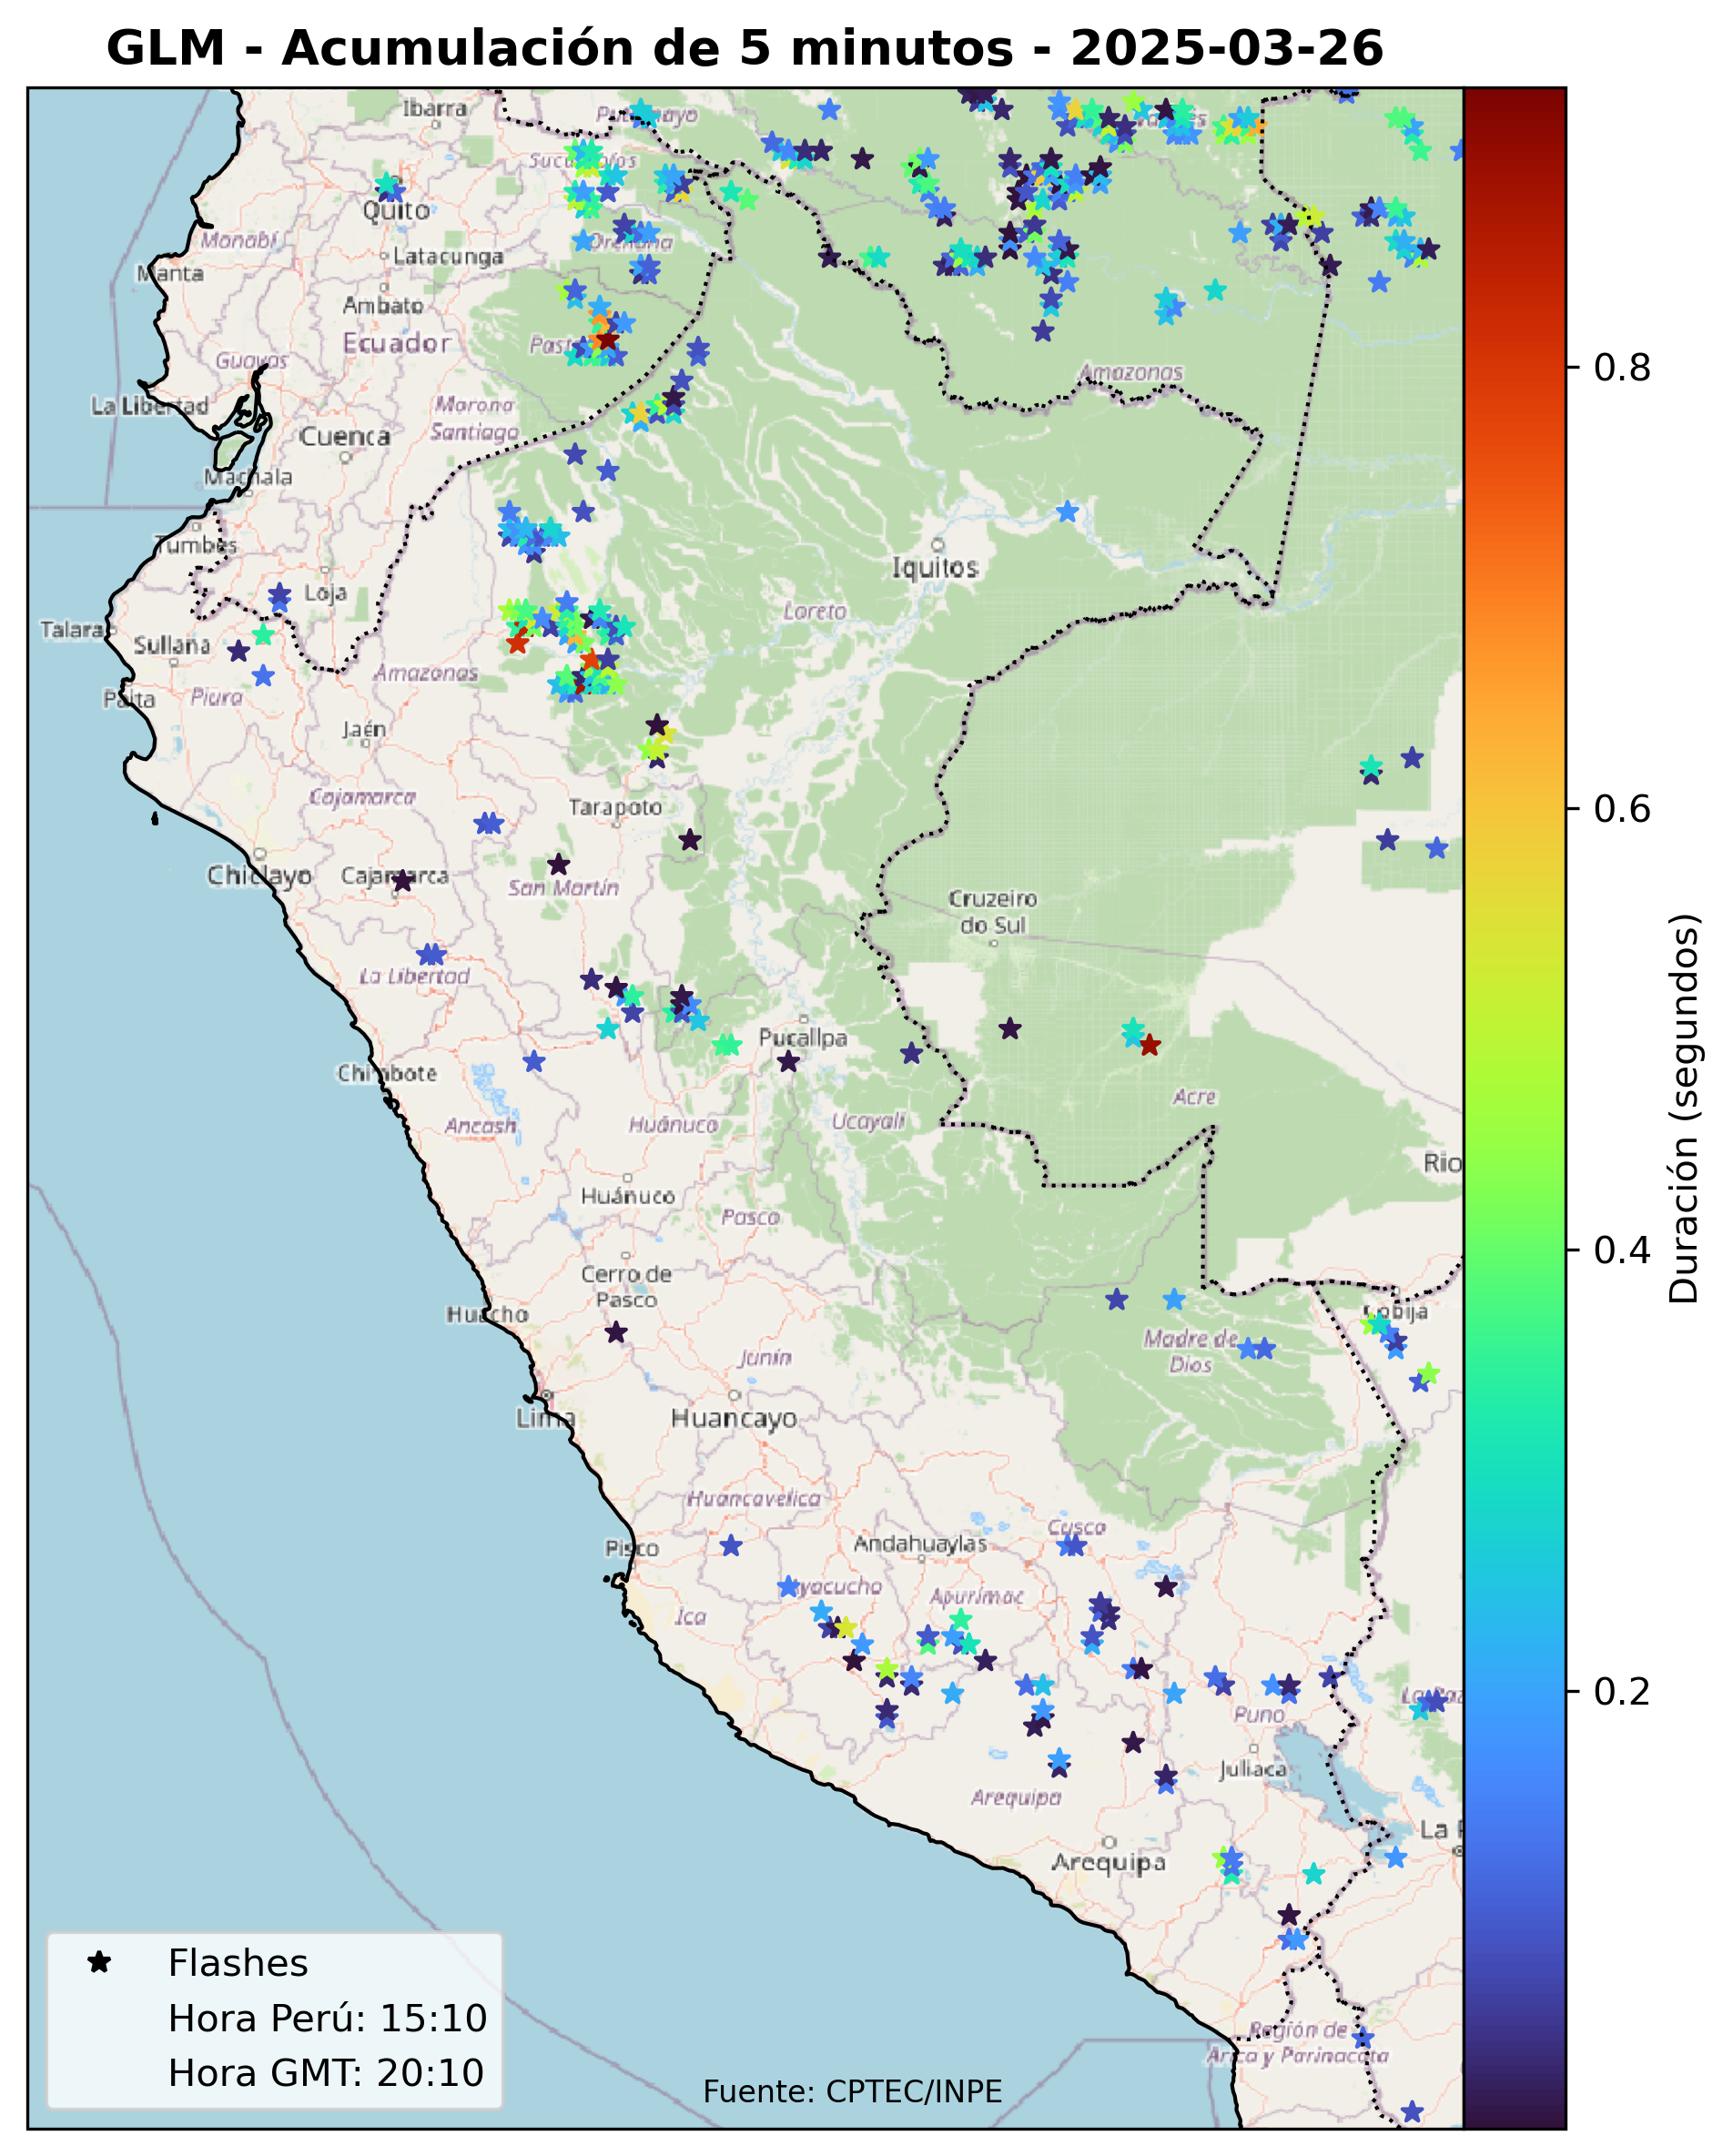 GLM - Acumulación de 5 minutos - 2025-03-26
Ibarra
Sucumbíos
Quito
Manabí
Orellana
Latacunga
Manta
Ambato
Ecuador
Guayas
Amazonas
La Libertad
Morona
Santiago
Cuenca
Machala
Tumbes
Iquitos
Loja
Loreto
Talara
Sullana
Amazonas
Piura
Paita
Jaén
Cajamarca
Tarapoto
Chiclayo
Cajamarca
San Martín
Cruzeiro
do Sul
La Libertad
Pucallpa
Chimbote
Acre
Ancash
Huánuco
Ucayali
Rio
Huánuco
Pasco
Cerro de
Pasco
Huacho
Cobija
Madre de
Dios
Junín
Lima
Huancayo
Huancavelica
Cusco
Pisco
Andahuaylas
Ayacucho
Apurímac
Ica
La Paz
Puno
Juliaca
Arequipa
La P
Arequipa
Región de
Arica y Parinacota
Flashes
Hora Perú: 15:10
Hora GMT: 20:10
Fuente: CPTEC/INPE
0.8
0.6
0.4
0.2
Duración (segundos)